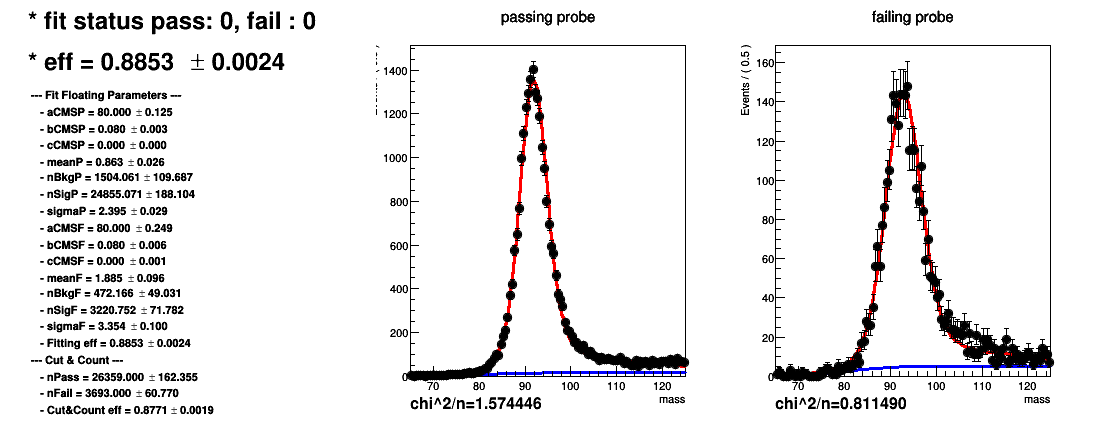 * fit status pass: 0, fail : 0
* eff = 0.8853 ± 0.0024
--- Fit Floating Parameters ---
- aCMSP = 80.000 ± 0.125
- bCMSP = 0.080 ± 0.003
- cCMSP = 0.000 ± 0.000
- meanP = 0.863 ± 0.026
- nBkgP = 1504.061 ± 109.687
- nSigP = 24855.071 ± 188.104
- sigmaP = 2.395 ± 0.029
- aCMSF = 80.000 ± 0.249
- bCMSF = 0.080 ± 0.006
- cCMSF = 0.000 ± 0.001
- meanF = 1.885 ± 0.096
- nBkgF = 472.166 ± 49.031
- nSigF = 3220.752 ± 71.782
- sigmaF = 3.354 ± 0.100
- Fitting eff = 0.8853 ± 0.0024
--- Cut & Count ---
- nPass = 26359.000 ± 162.355
- nFail = 3693.000 ± 60.770
- Cut&Count eff = 0.8771 ± 0.0019
passing probe
1400
1200
1000
800
600
400
200
0
70 80 90 100 110 120
mass
chi^2/n=1.574446
failing probe
Events / ( 0.5 )
160
140
120
100
80
60
40
20
0
70 80 90 100 110 120
mass
chi^2/n=0.811490